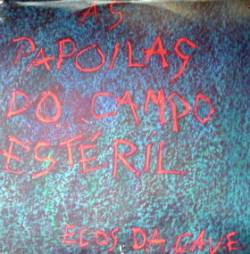 AS
PAPOILAS
DO CAMPO
ESTÉRIL
ECOS DA CAVE